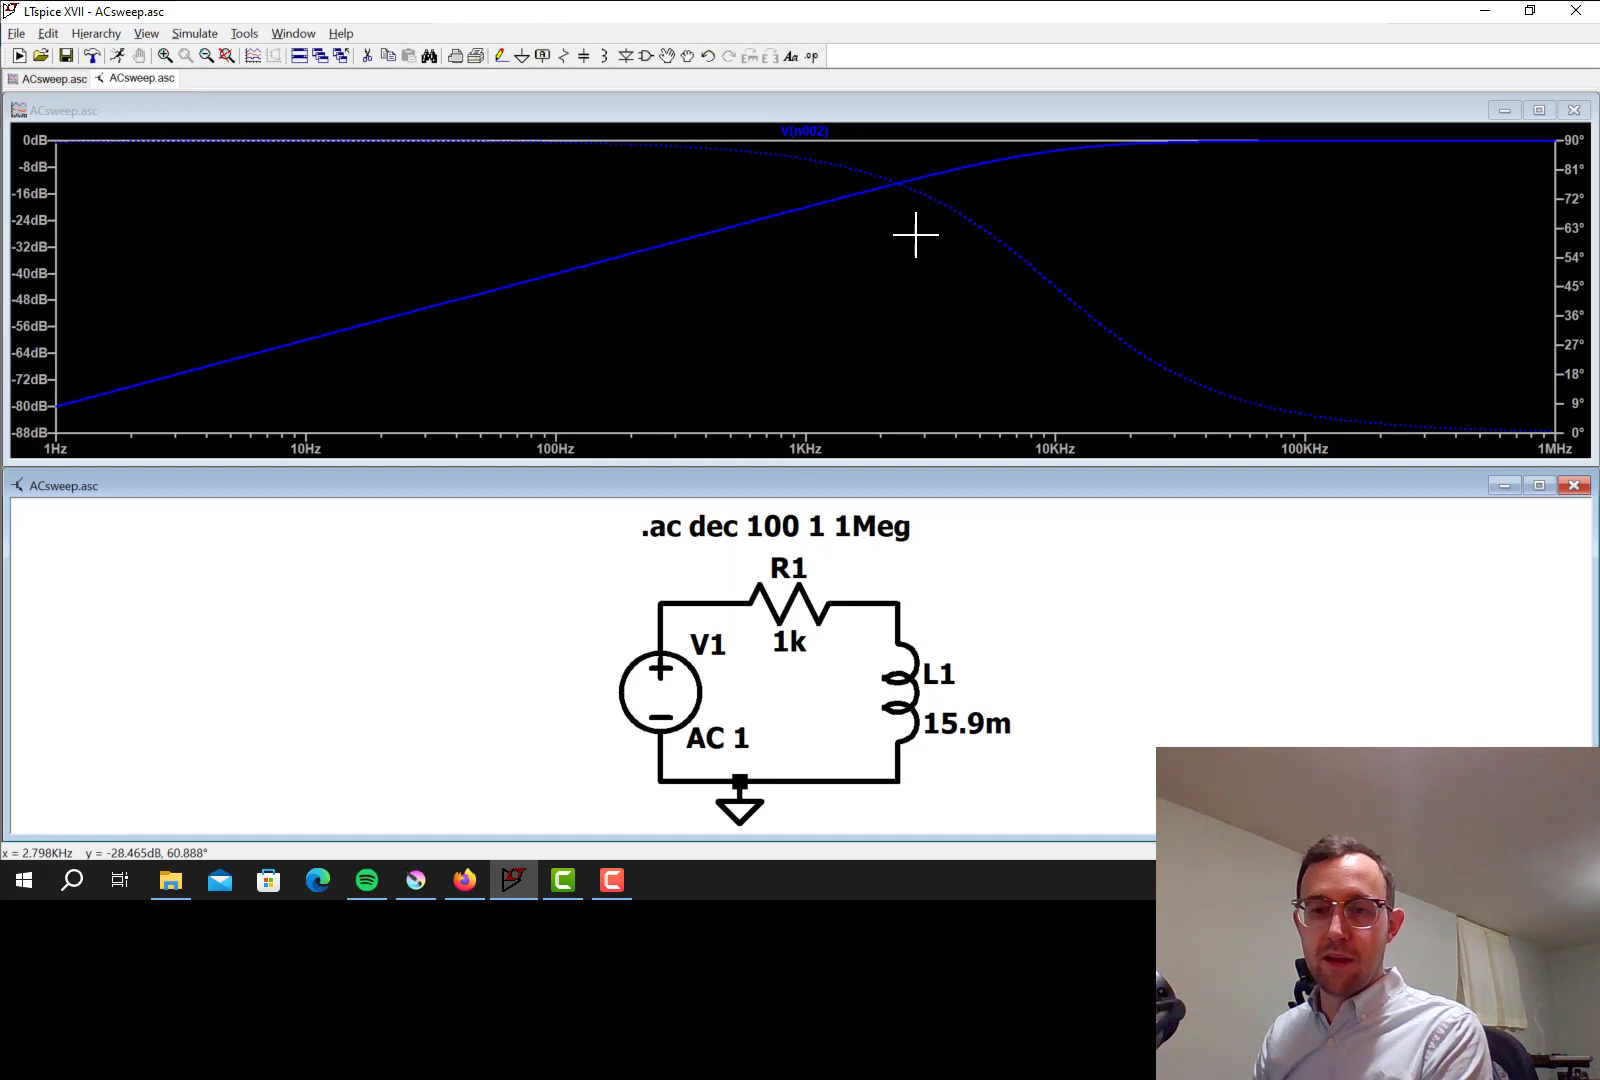 LTspice XVII - ACsweep.asc
File Edit Hierarchy View Simulate Tools Window Help
ACsweep.asc ACsweep.asc
ACsweep.asc
V(n002)
0dB
-8dB
-16dB
-24dB
-32dB
-40dB
-48dB
-56dB
-64dB
-72dB
-80dB
-88dB
90°
81°
72°
63°
54°
45°
36°
27°
18°
9°
0°
1Hz 10Hz 100Hz 1KHz 10KHz 100KHz 1MHz
ACsweep.asc
.ac dec 100 1 1Meg
R1
1k
V1
AC 1
L1
15.9m
x = 2.798KHz y = -28.465dB, 60.888°